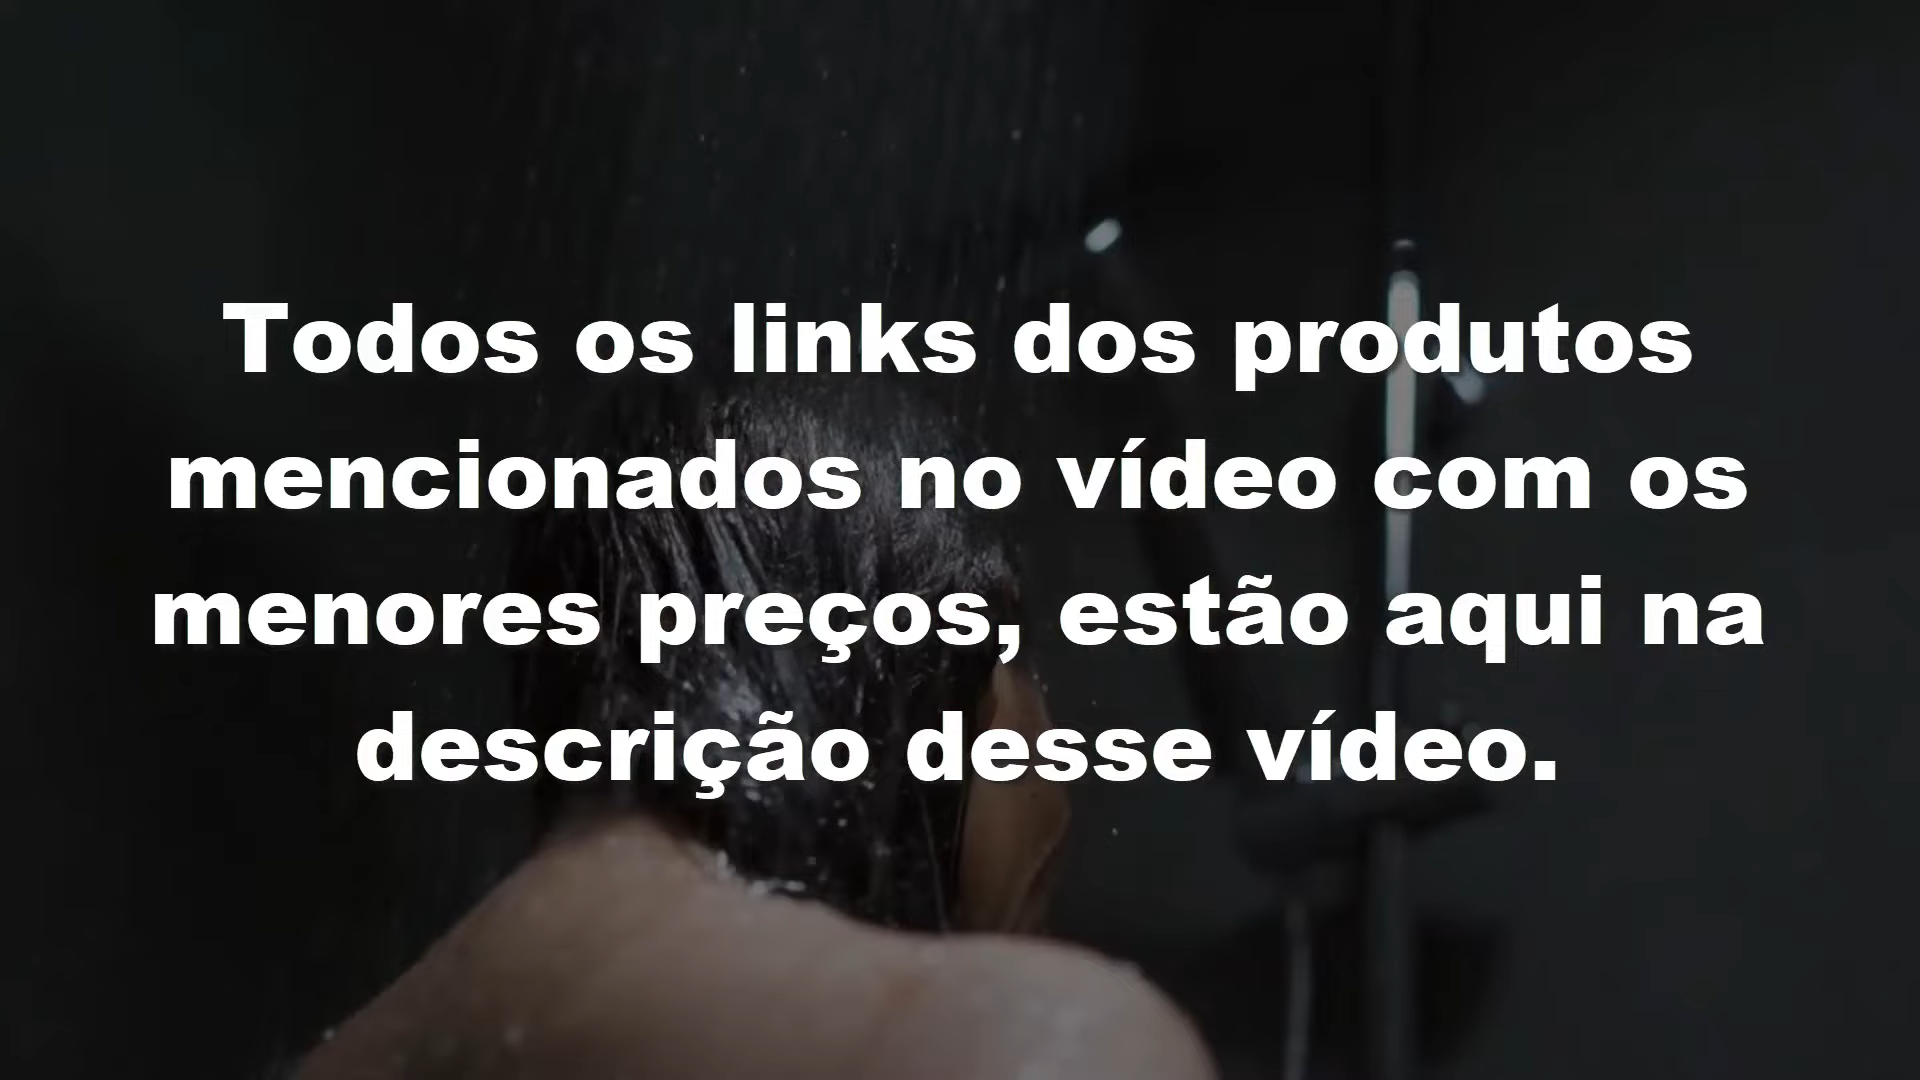 Todos os links dos produtos
mencionados no vídeo com os
menores preços, estão aqui na
descrição desse vídeo.